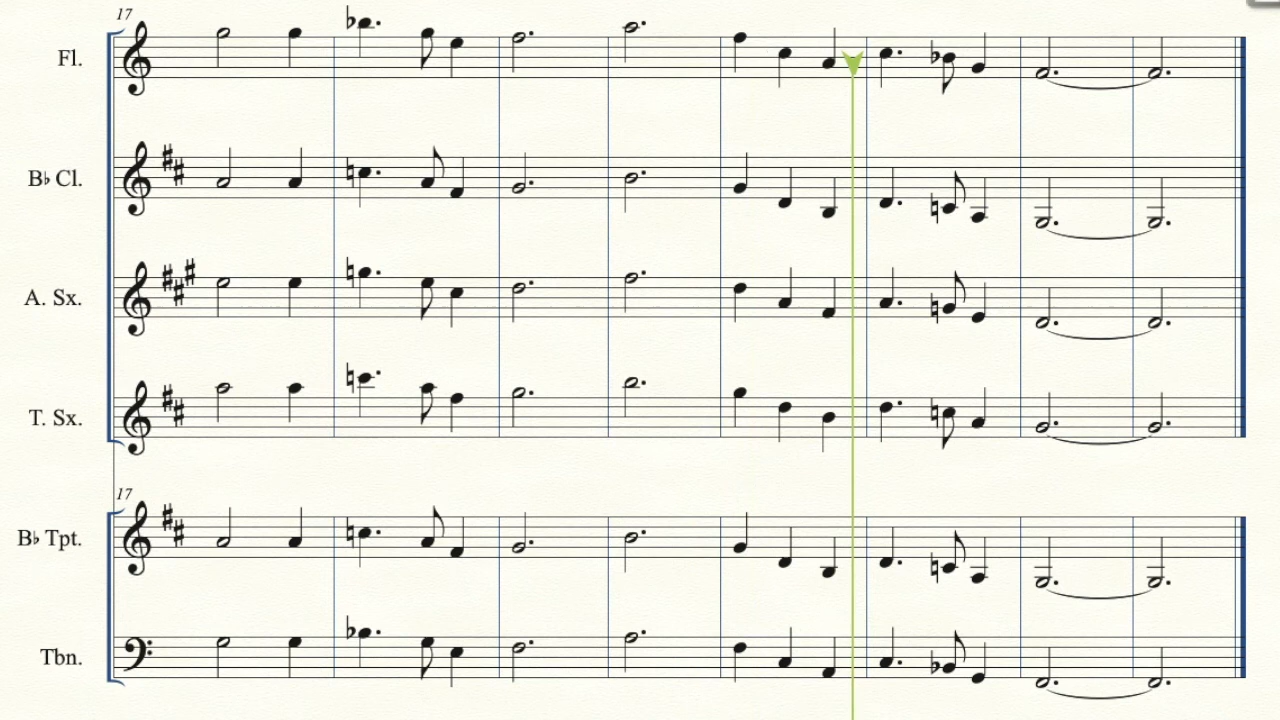 17
Fl.
B♭ Cl.
A. Sx.
T. Sx.
17
B♭ Tpt.
Tbn.